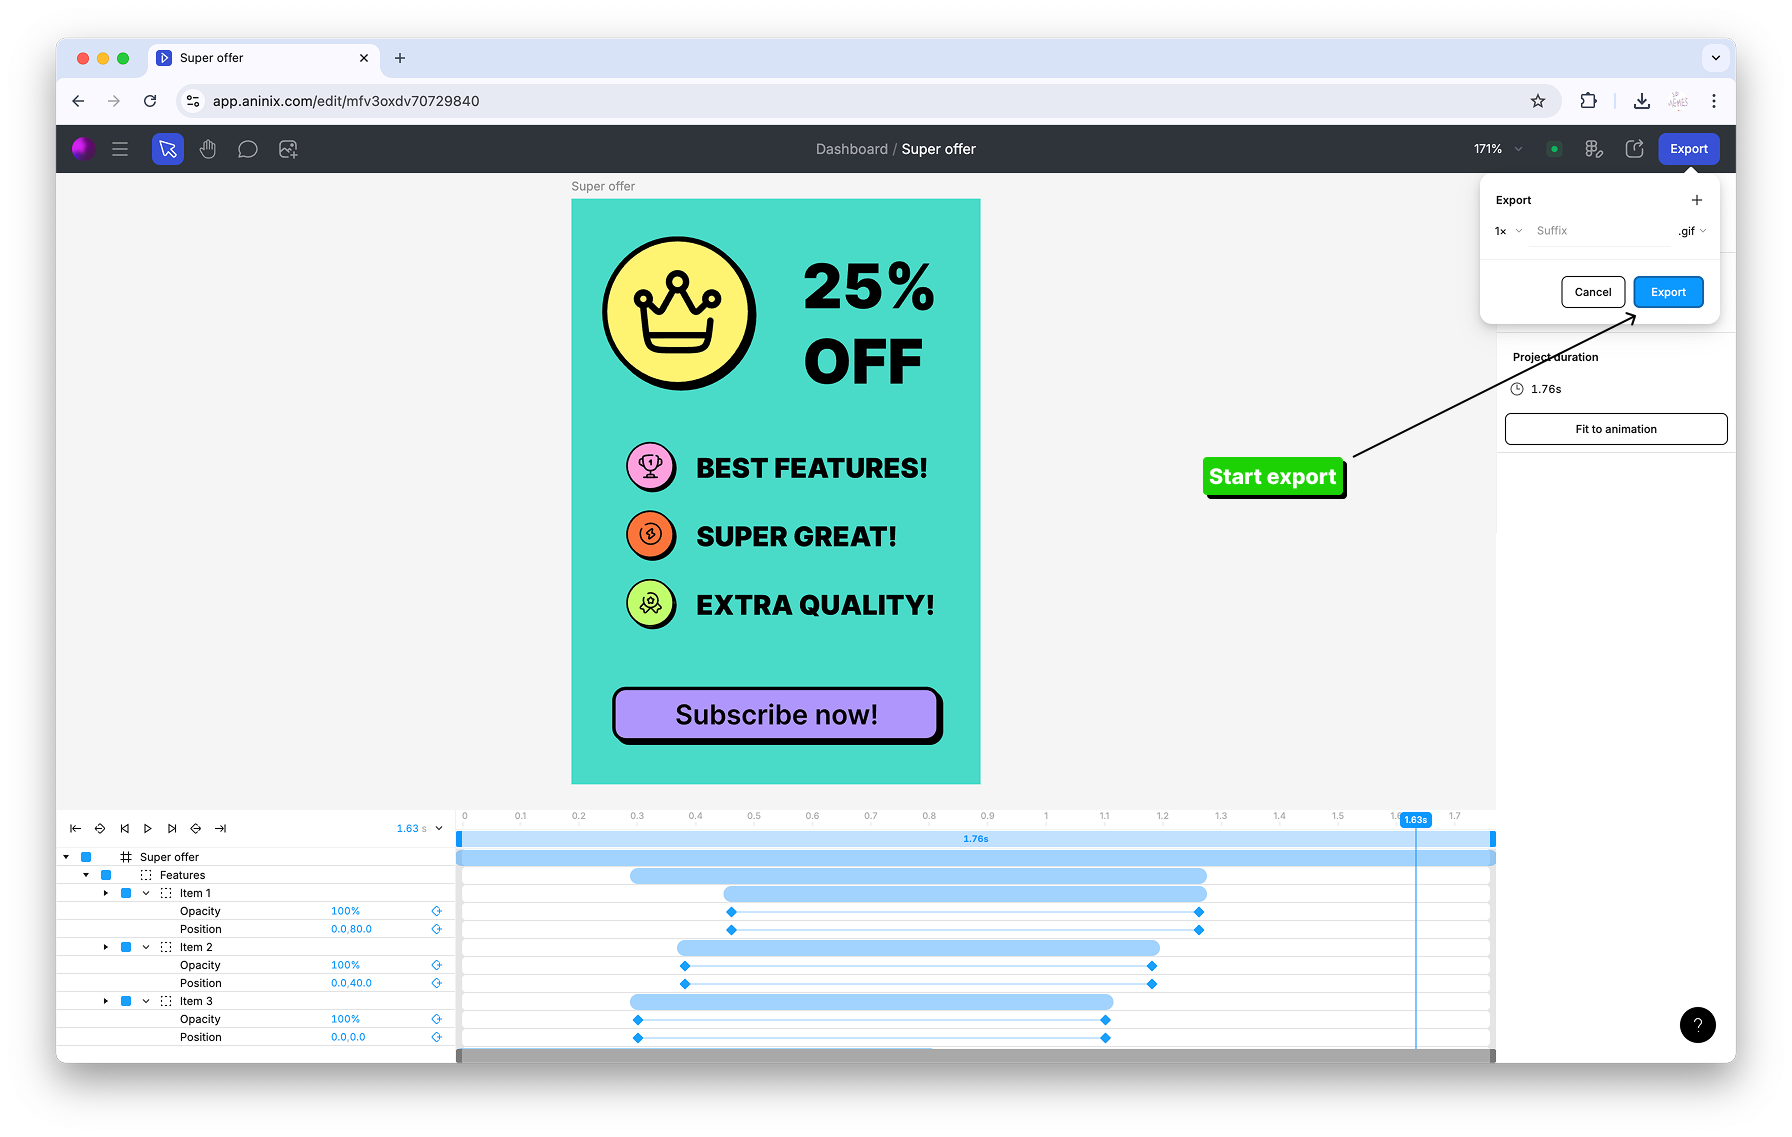 Super offer
app.aninix.com/edit/mfv3oxdv70729840
Dashboard / Super offer
171%
Export
Super offer
Export
1×
Suffix
.gif
Cancel
Export
25%
OFF
Project duration
1.76s
Fit to animation
Start export
BEST FEATURES!
SUPER GREAT!
EXTRA QUALITY!
Subscribe now!
1.63 s
0 0.1 0.2 0.3 0.4 0.5 0.6 0.7 0.8 0.9 1 1.1 1.2 1.3 1.4 1.5 1.63s 1.7
1.76s
Super offer
Features
Item 1
Opacity 100%
Position 0.0,80.0
Item 2
Opacity 100%
Position 0.0,40.0
Item 3
Opacity 100%
Position 0.0,0.0
?